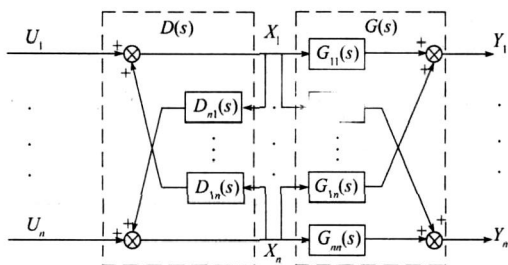 D(s)
G(s)
U₁
+
+
X₁
G₁₁(s)
+
+
Y₁
Dₙ₁(s)
D₁ₙ(s)
G₁ₙ(s)
Uₙ
+
+
Xₙ
Gₙₙ(s)
+
+
Yₙ